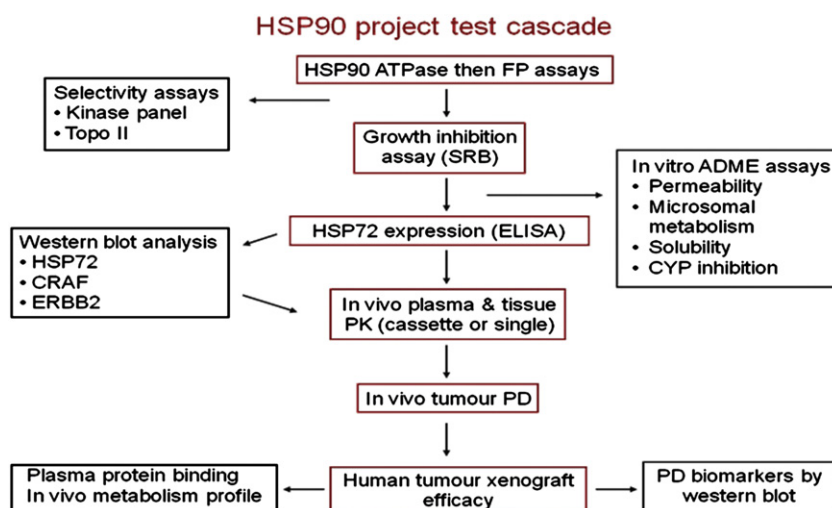 HSP90 project test cascade
HSP90 ATPase then FP assays
Selectivity assays
• Kinase panel
• Topo II
Growth inhibition
assay (SRB)
In vitro ADME assays
• Permeability
• Microsomal
metabolism
• Solubility
• CYP inhibition
HSP72 expression (ELISA)
Western blot analysis
• HSP72
• CRAF
• ERBB2
In vivo plasma & tissue
PK (cassette or single)
In vivo tumour PD
Plasma protein binding
In vivo metabolism profile
Human tumour xenograft
efficacy
PD biomarkers by
western blot